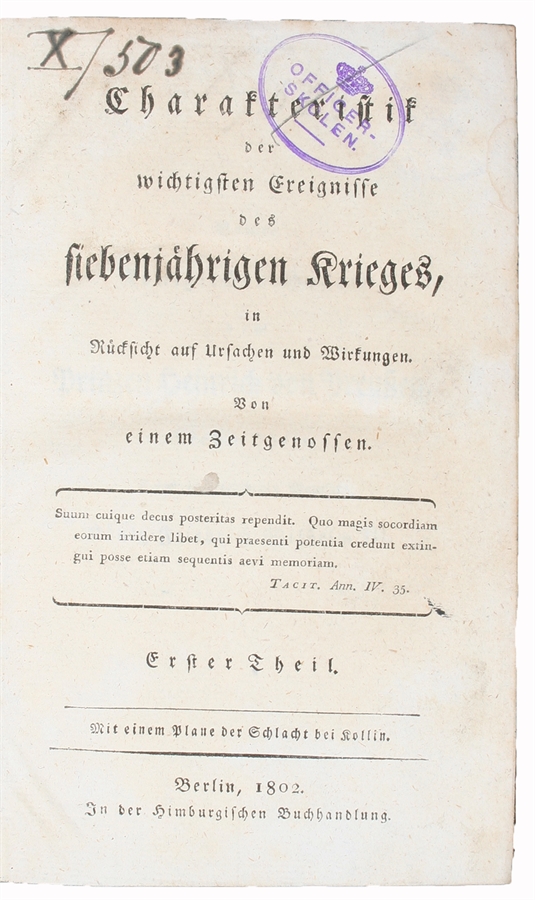 X/503
OFFICER-
SKOLEN.
Charakteristik
der
wichtigsten Ereignisse
des
siebenjährigen Krieges,
in
Rücksicht auf Ursachen und Wirkungen.
Von
einem Zeitgenossen.
Suum cuique decus posteritas rependit. Quo magis socordiam
eorum irridere libet, qui praesenti potentia credunt extin-
gui posse etiam sequentis aevi memoriam.
TACIT. Ann. IV. 35.
Erster Theil.
Mit einem Plane der Schlacht bei Kollin.
Berlin, 1802.
In der Himburgischen Buchhandlung.